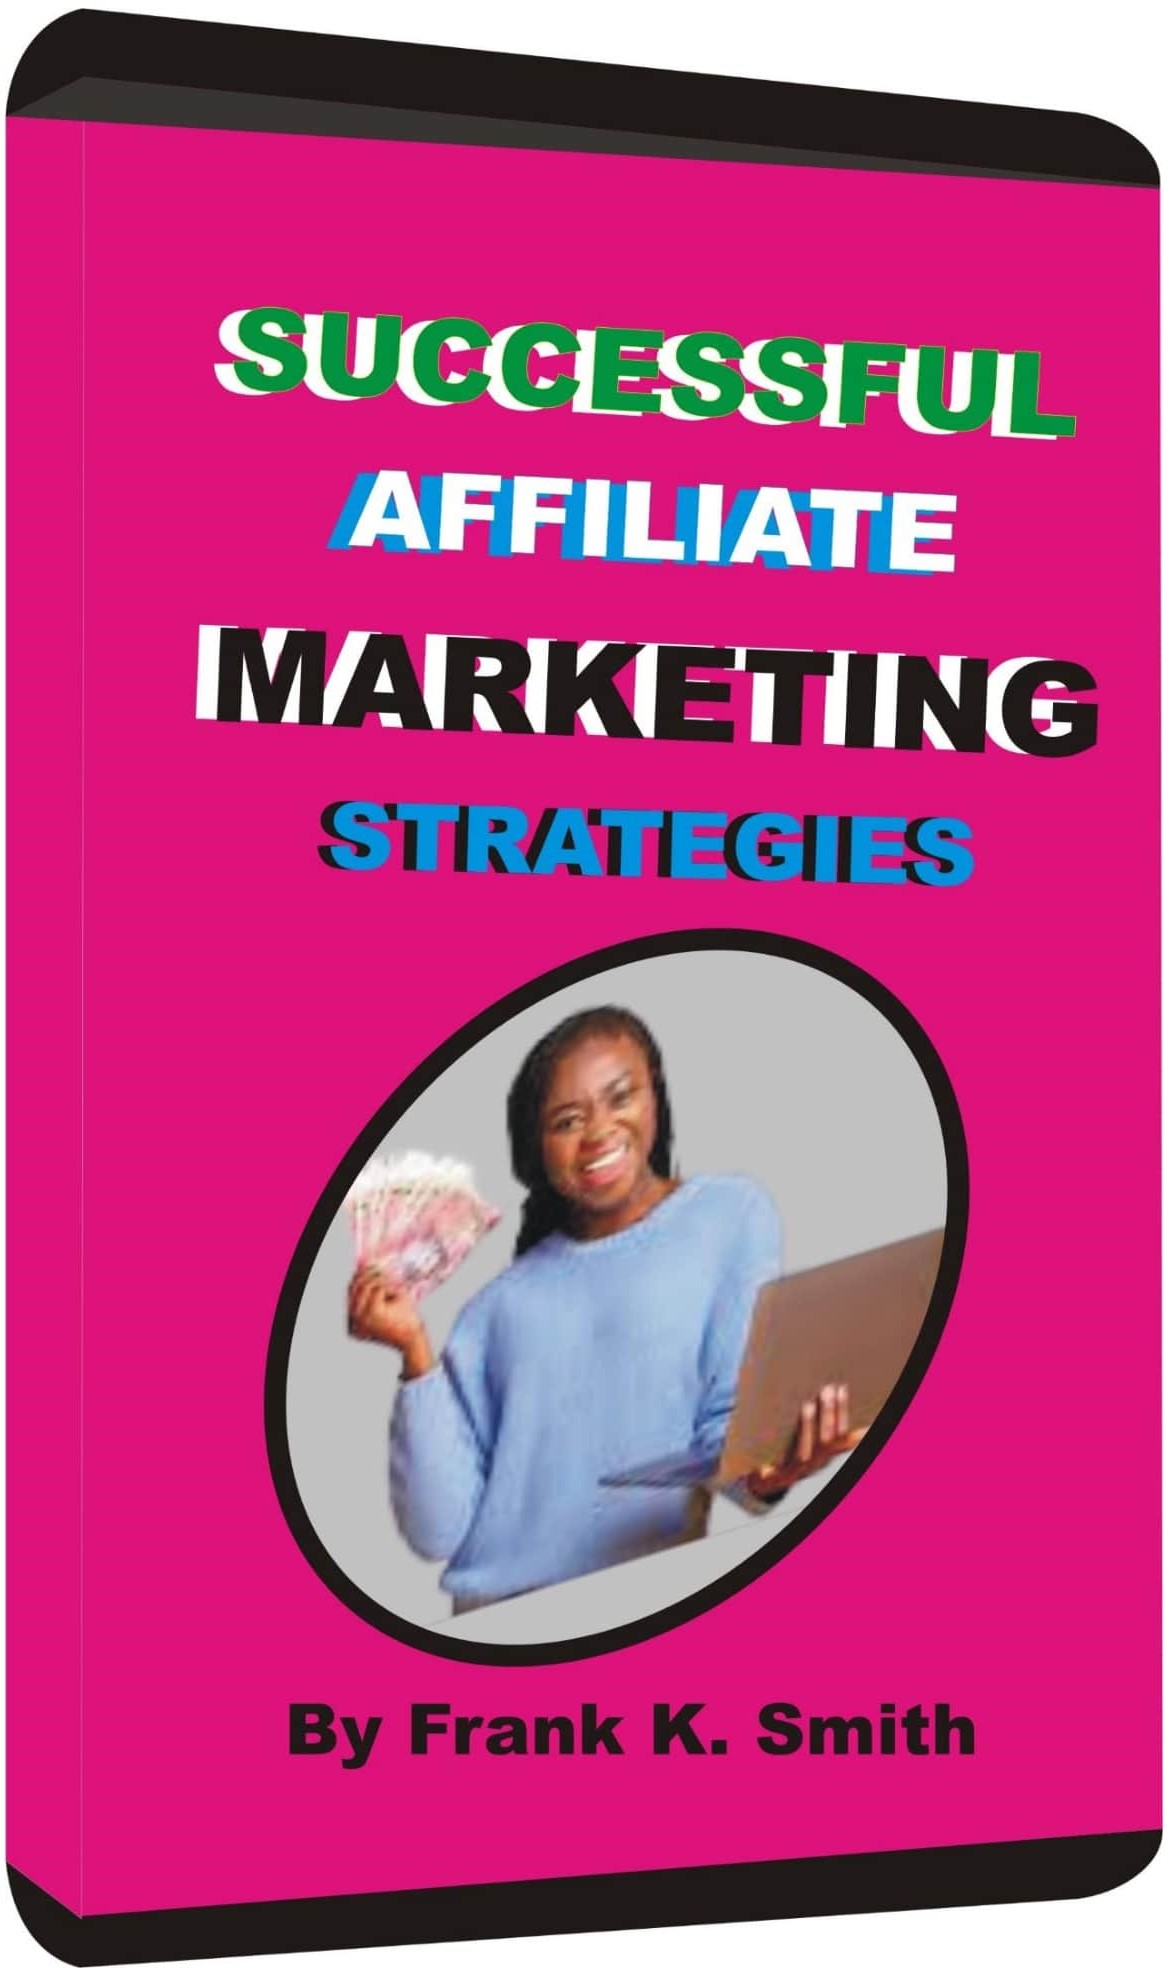 SUCCESSFUL
AFFILIATE
MARKETING
STRATEGIES
By Frank K. Smith